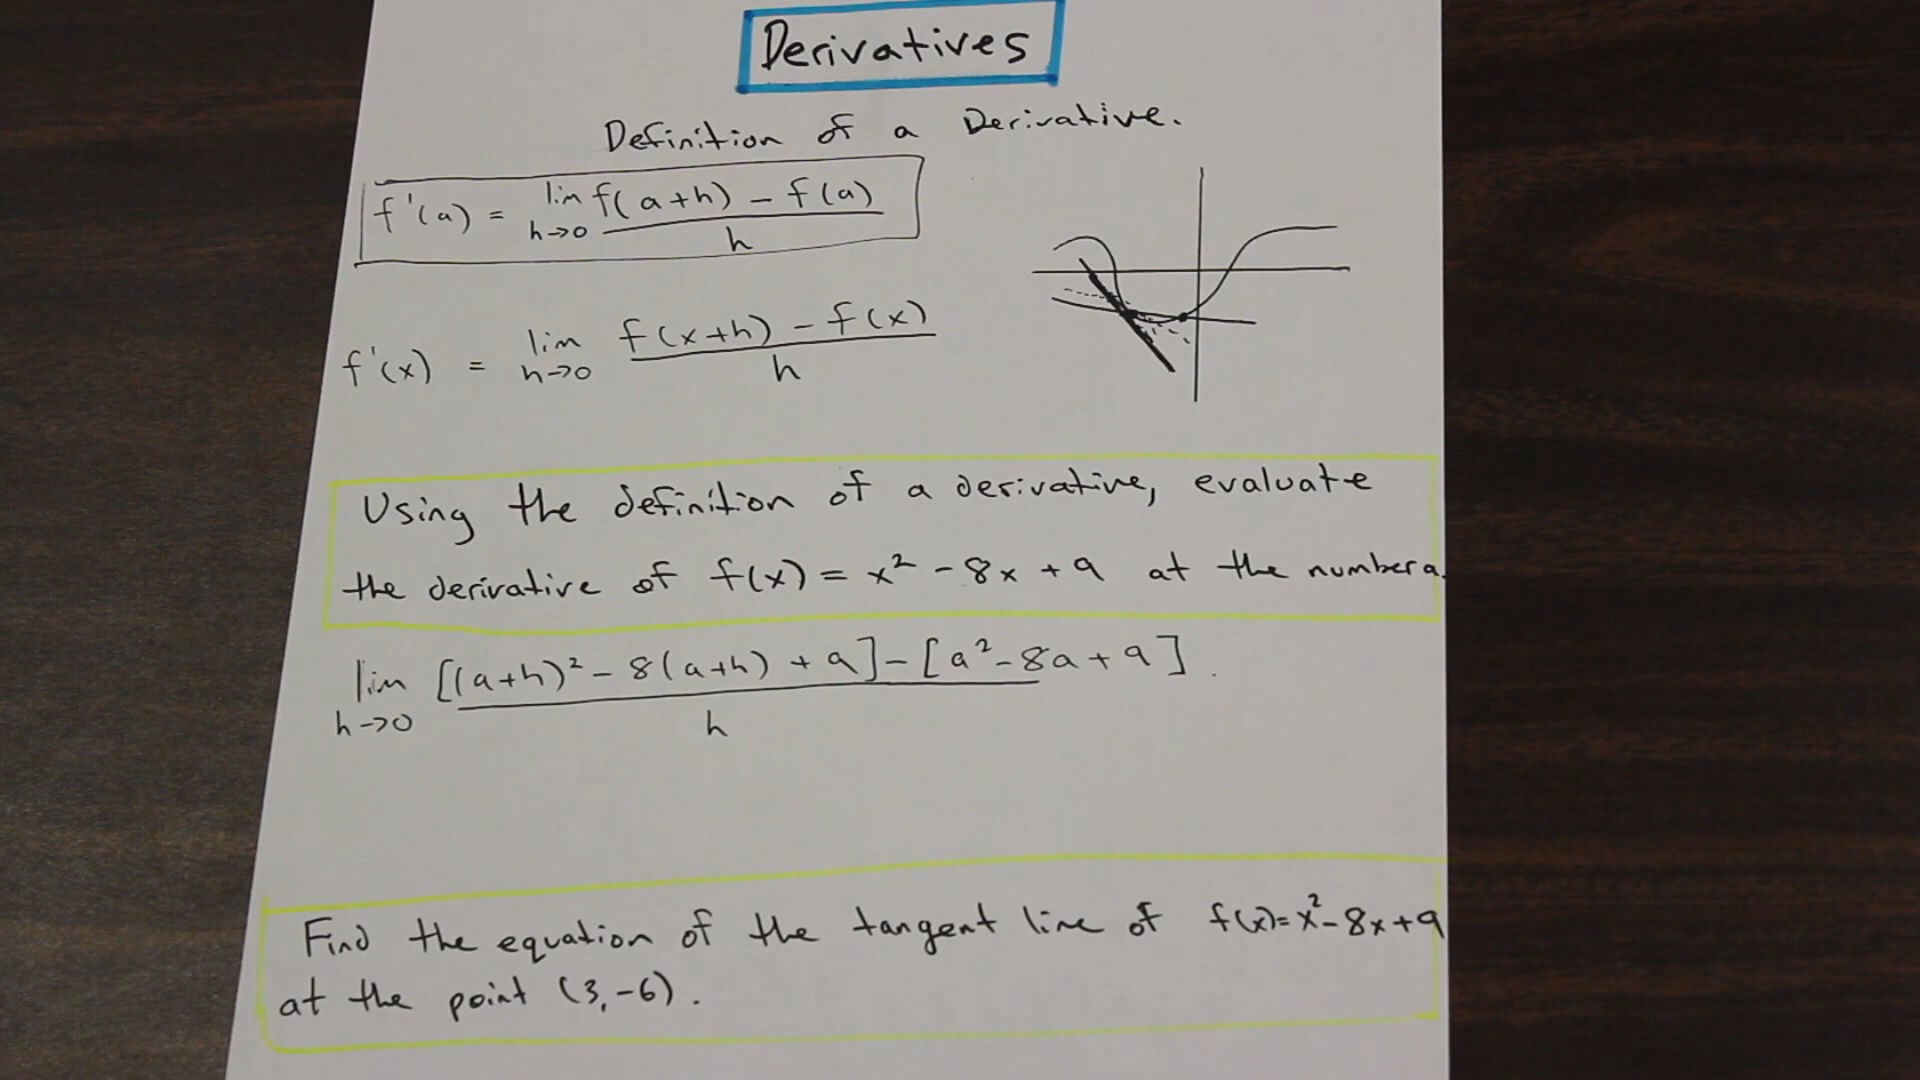 Derivatives
Definition of a Derivative.
f'(a) = lim h→0 f(a+h) - f(a) / h
f'(x) = lim h→0 f(x+h) - f(x) / h
Using the definition of a derivative, evaluate
the derivative of f(x) = x² - 8x + 9 at the number a.
lim h→0 [(a+h)² - 8(a+h) + 9] - [a² - 8a + 9] / h
Find the equation of the tangent line of f(x) = x² - 8x + 9
at the point (3, -6).